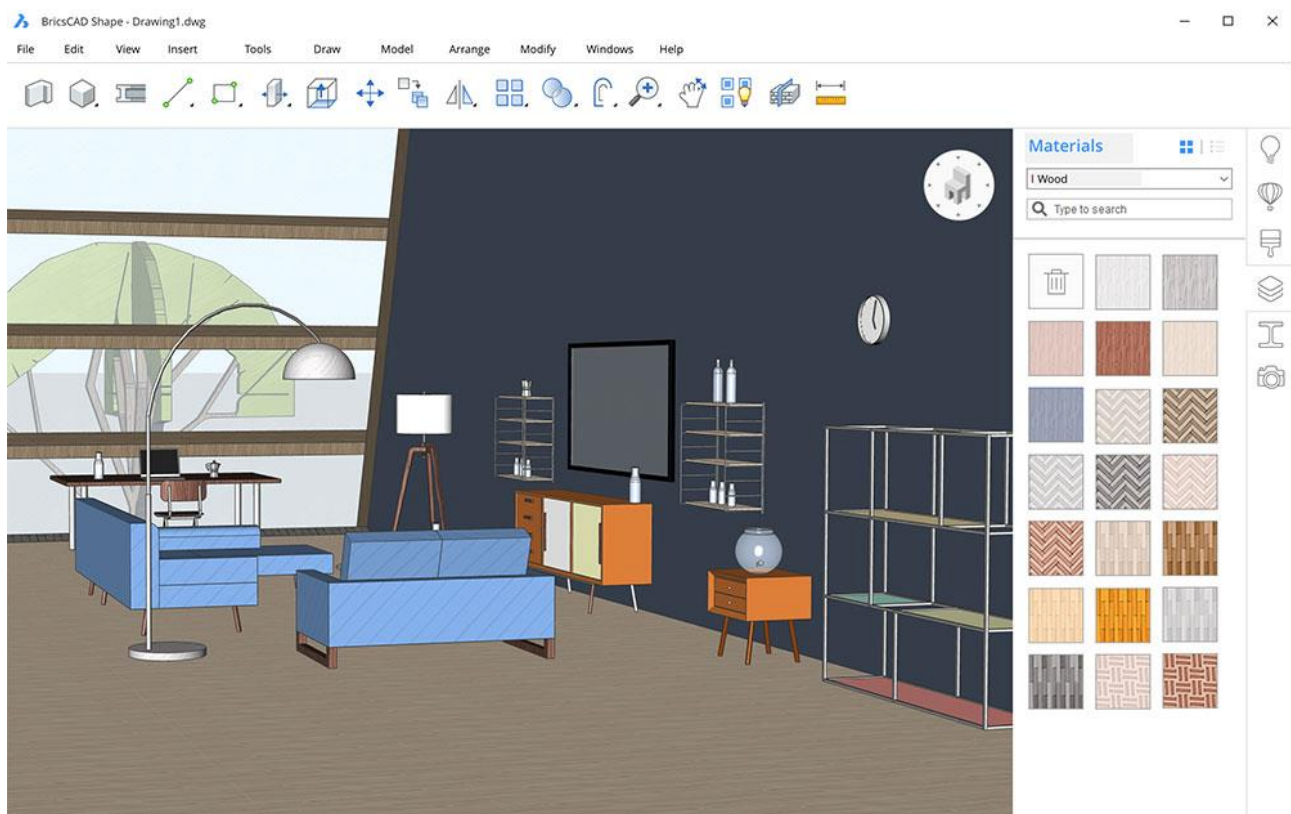 BricsCAD Shape - Drawing1.dwg
File Edit View Insert Tools Draw Model Arrange Modify Windows Help
Materials
I Wood
Type to search